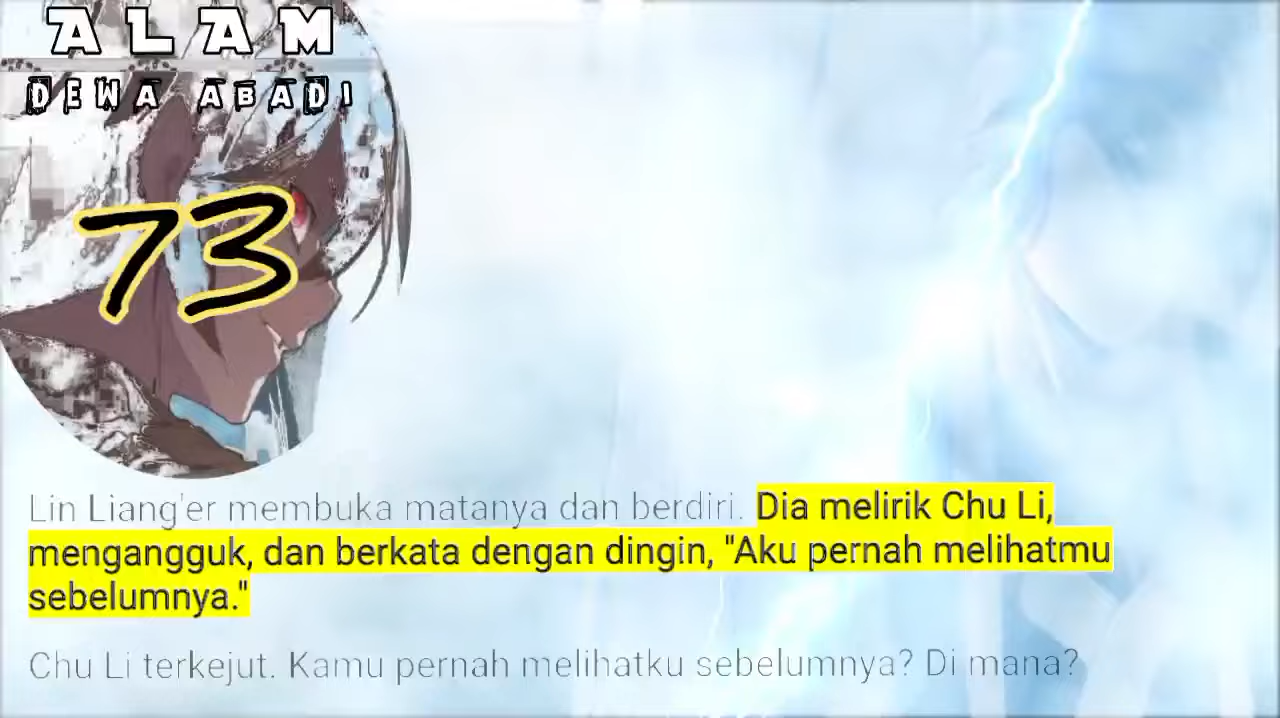 ALAM
DEWA ABADI
73
Lin Liang'er membuka matanya dan berdiri. Dia melirik Chu Li,
mengangguk, dan berkata dengan dingin, "Aku pernah melihatmu
sebelumnya."
Chu Li terkejut. Kamu pernah melihatku sebelumnya? Di mana?